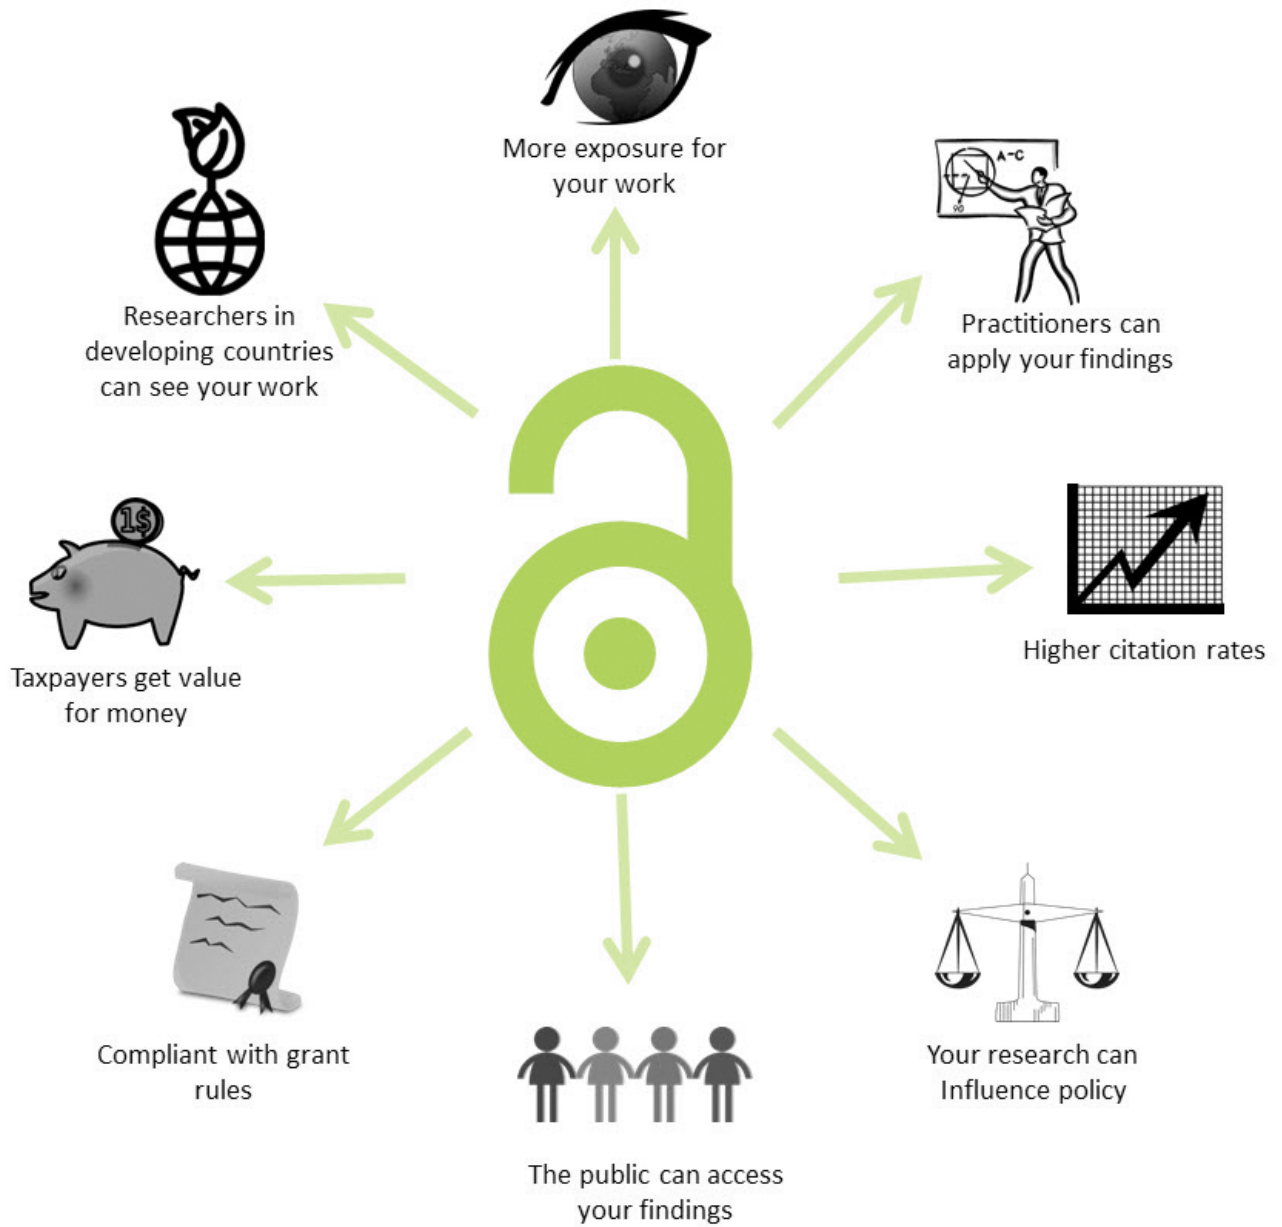 More exposure for
your work
A-C
90
Practitioners can
apply your findings
Researchers in
developing countries
can see your work
1$
Higher citation rates
Taxpayers get value
for money
Compliant with grant
rules
Your research can
Influence policy
The public can access
your findings